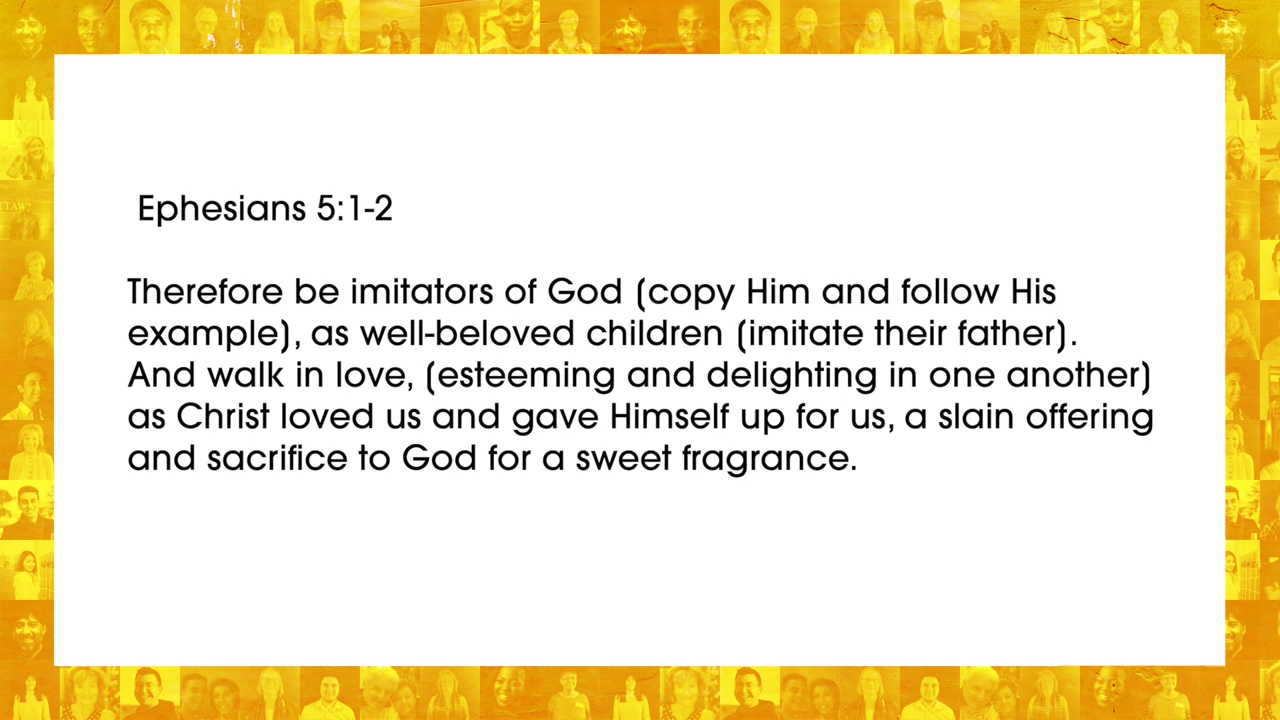 Ephesians 5:1-2
Therefore be imitators of God (copy Him and follow His
example), as well-beloved children (imitate their father).
And walk in love, (esteeming and delighting in one another)
as Christ loved us and gave Himself up for us, a slain offering
and sacrifice to God for a sweet fragrance.